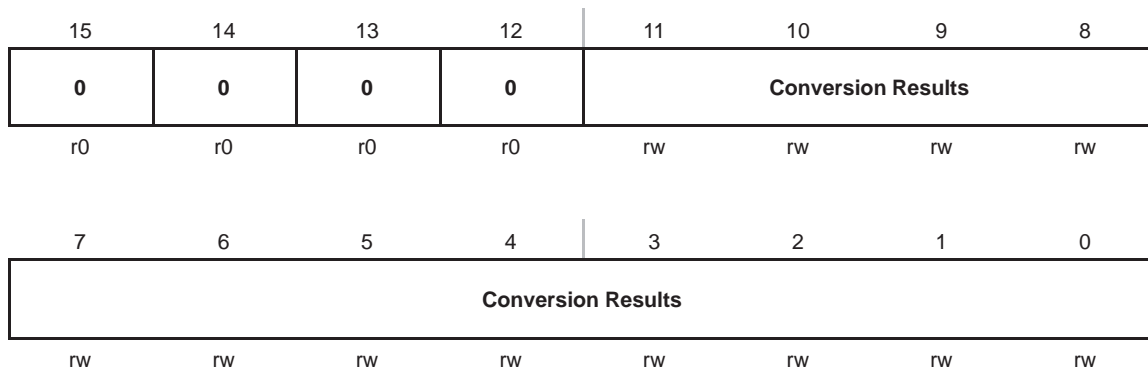 15 14 13 12 11 10 9 8
0 0 0 0 Conversion Results
r0 r0 r0 r0 rw rw rw rw
7 6 5 4 3 2 1 0
Conversion Results
rw rw rw rw rw rw rw rw